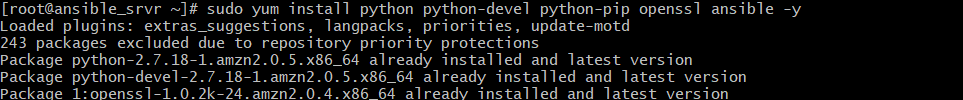 [root@ansible_srvr ~]# sudo yum install python python-devel python-pip openssl ansible -y
Loaded plugins: extras_suggestions, langpacks, priorities, update-motd
243 packages excluded due to repository priority protections
Package python-2.7.18-1.amzn2.0.5.x86_64 already installed and latest version
Package python-devel-2.7.18-1.amzn2.0.5.x86_64 already installed and latest version
Package 1:openssl-1.0.2k-24.amzn2.0.4.x86_64 already installed and latest version